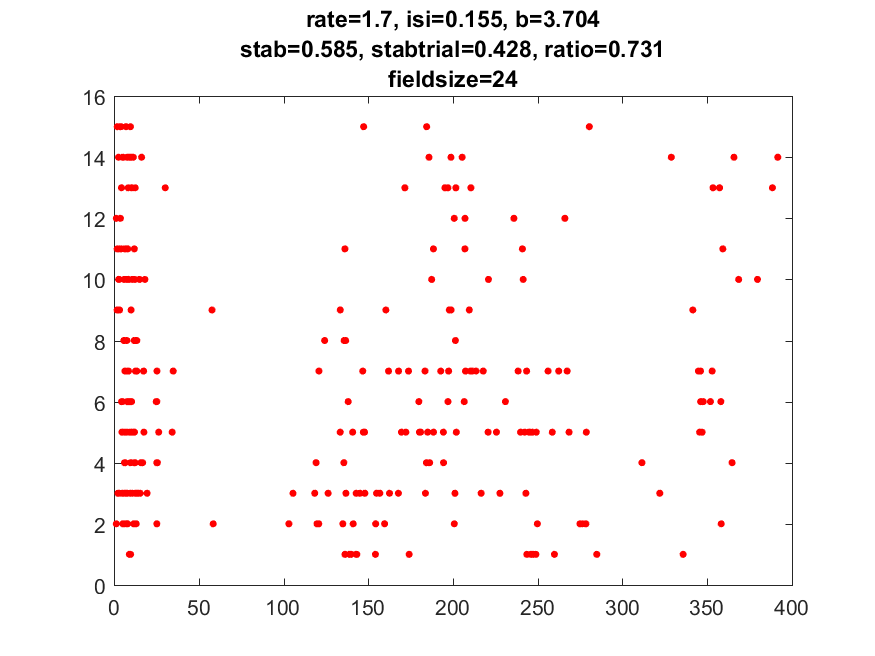 rate=1.7, isi=0.155, b=3.704
stab=0.585, stabtrial=0.428, ratio=0.731
fieldsize=24
16
14
12
10
8
6
4
2
0
0 50 100 150 200 250 300 350 400